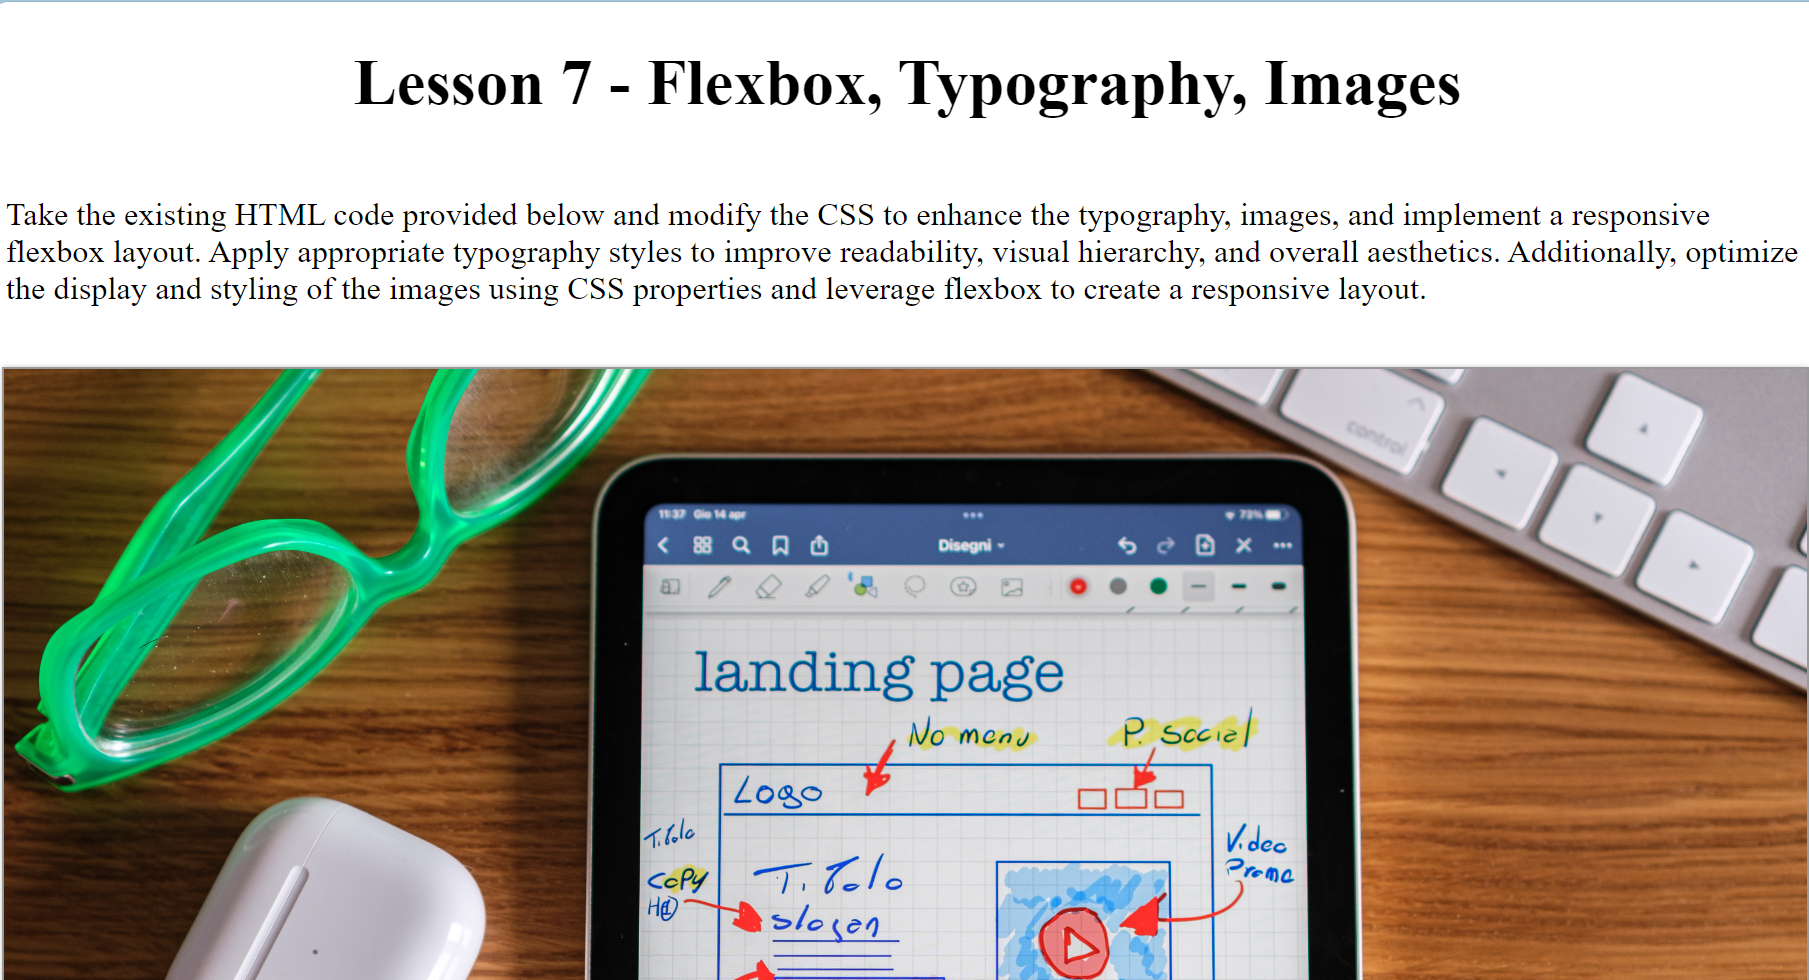 Lesson 7 - Flexbox, Typography, Images
Take the existing HTML code provided below and modify the CSS to enhance the typography, images, and implement a responsive
flexbox layout. Apply appropriate typography styles to improve readability, visual hierarchy, and overall aesthetics. Additionally, optimize
the display and styling of the images using CSS properties and leverage flexbox to create a responsive layout.
control
11:37 Gio 14 apr
73%
Disegni
landing page
No menu
P. Social
Logo
Titolo
Video
Promo
Copy
H1
Titolo
slogan